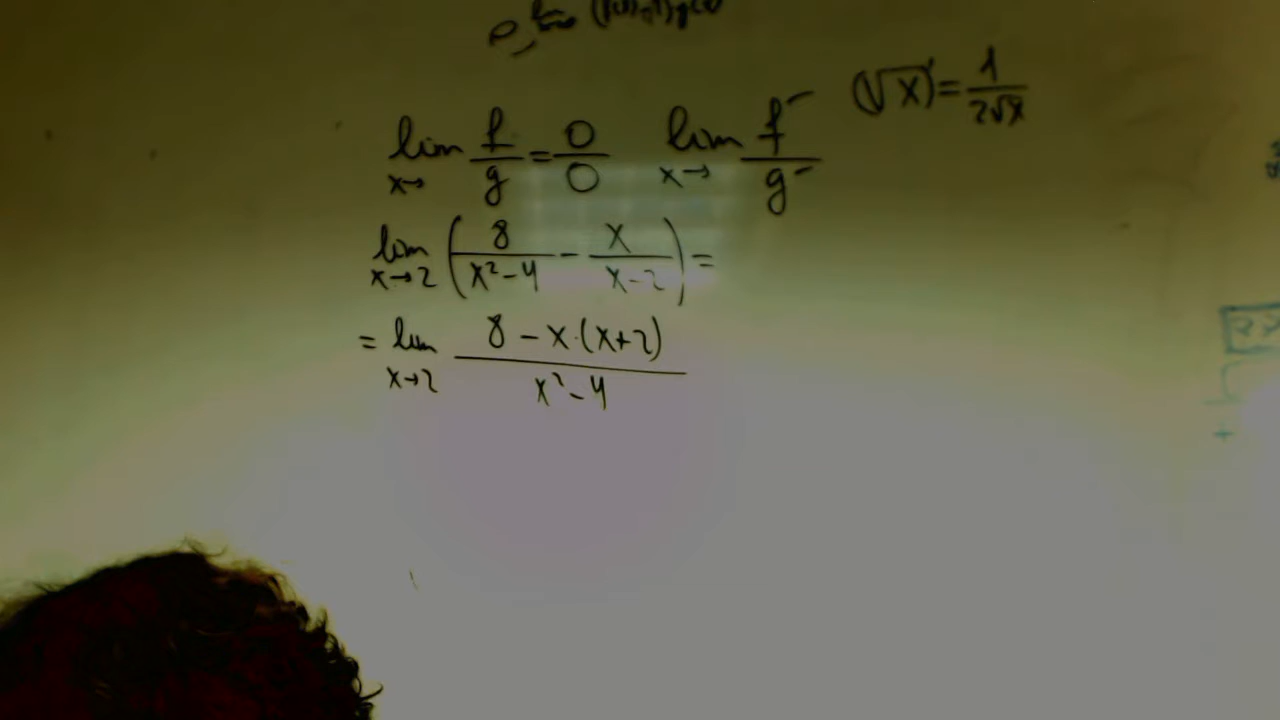 lim x→ f/g = 0/0 lim x→ f'/g' (√x)' = 1/2√x
lim x→2 (8/x²-4 - x/x-2) =
= lim x→2 8 - x·(x+2)/x²-4